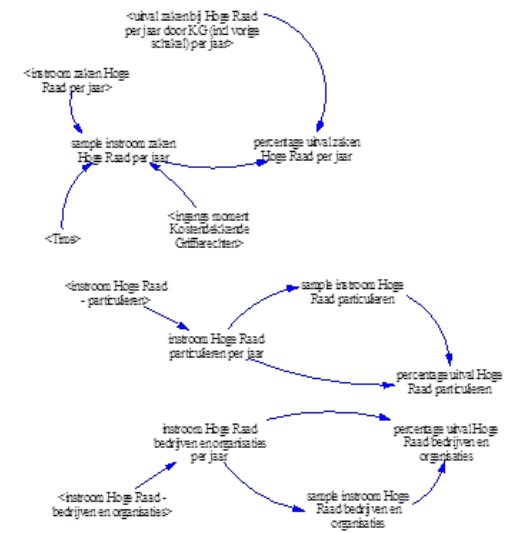 <uitval zaken bij Hoge Raad
per jaar door KG (incl vorige
schakel) per jaar>
<instroom zaken Hoge
Raad per jaar>
sample instroom zaken
Hoge Raad per jaar
percentage uitval zaken
Hoge Raad per jaar
<Time>
<ingangs moment
Kostendekkende
Griffierechten>
<instroom Hoge Raad
- particulieren>
sample instroom Hoge
Raad particulieren
instroom Hoge Raad
particulieren per jaar
percentage uitval Hoge
Raad particulieren
instroom Hoge Raad
bedrijven en organisaties
per jaar
percentage uitval Hoge
Raad bedrijven en
organisaties
<instroom Hoge Raad -
bedrijven en organisaties>
sample instroom Hoge
Raad bedrijven en
organisaties